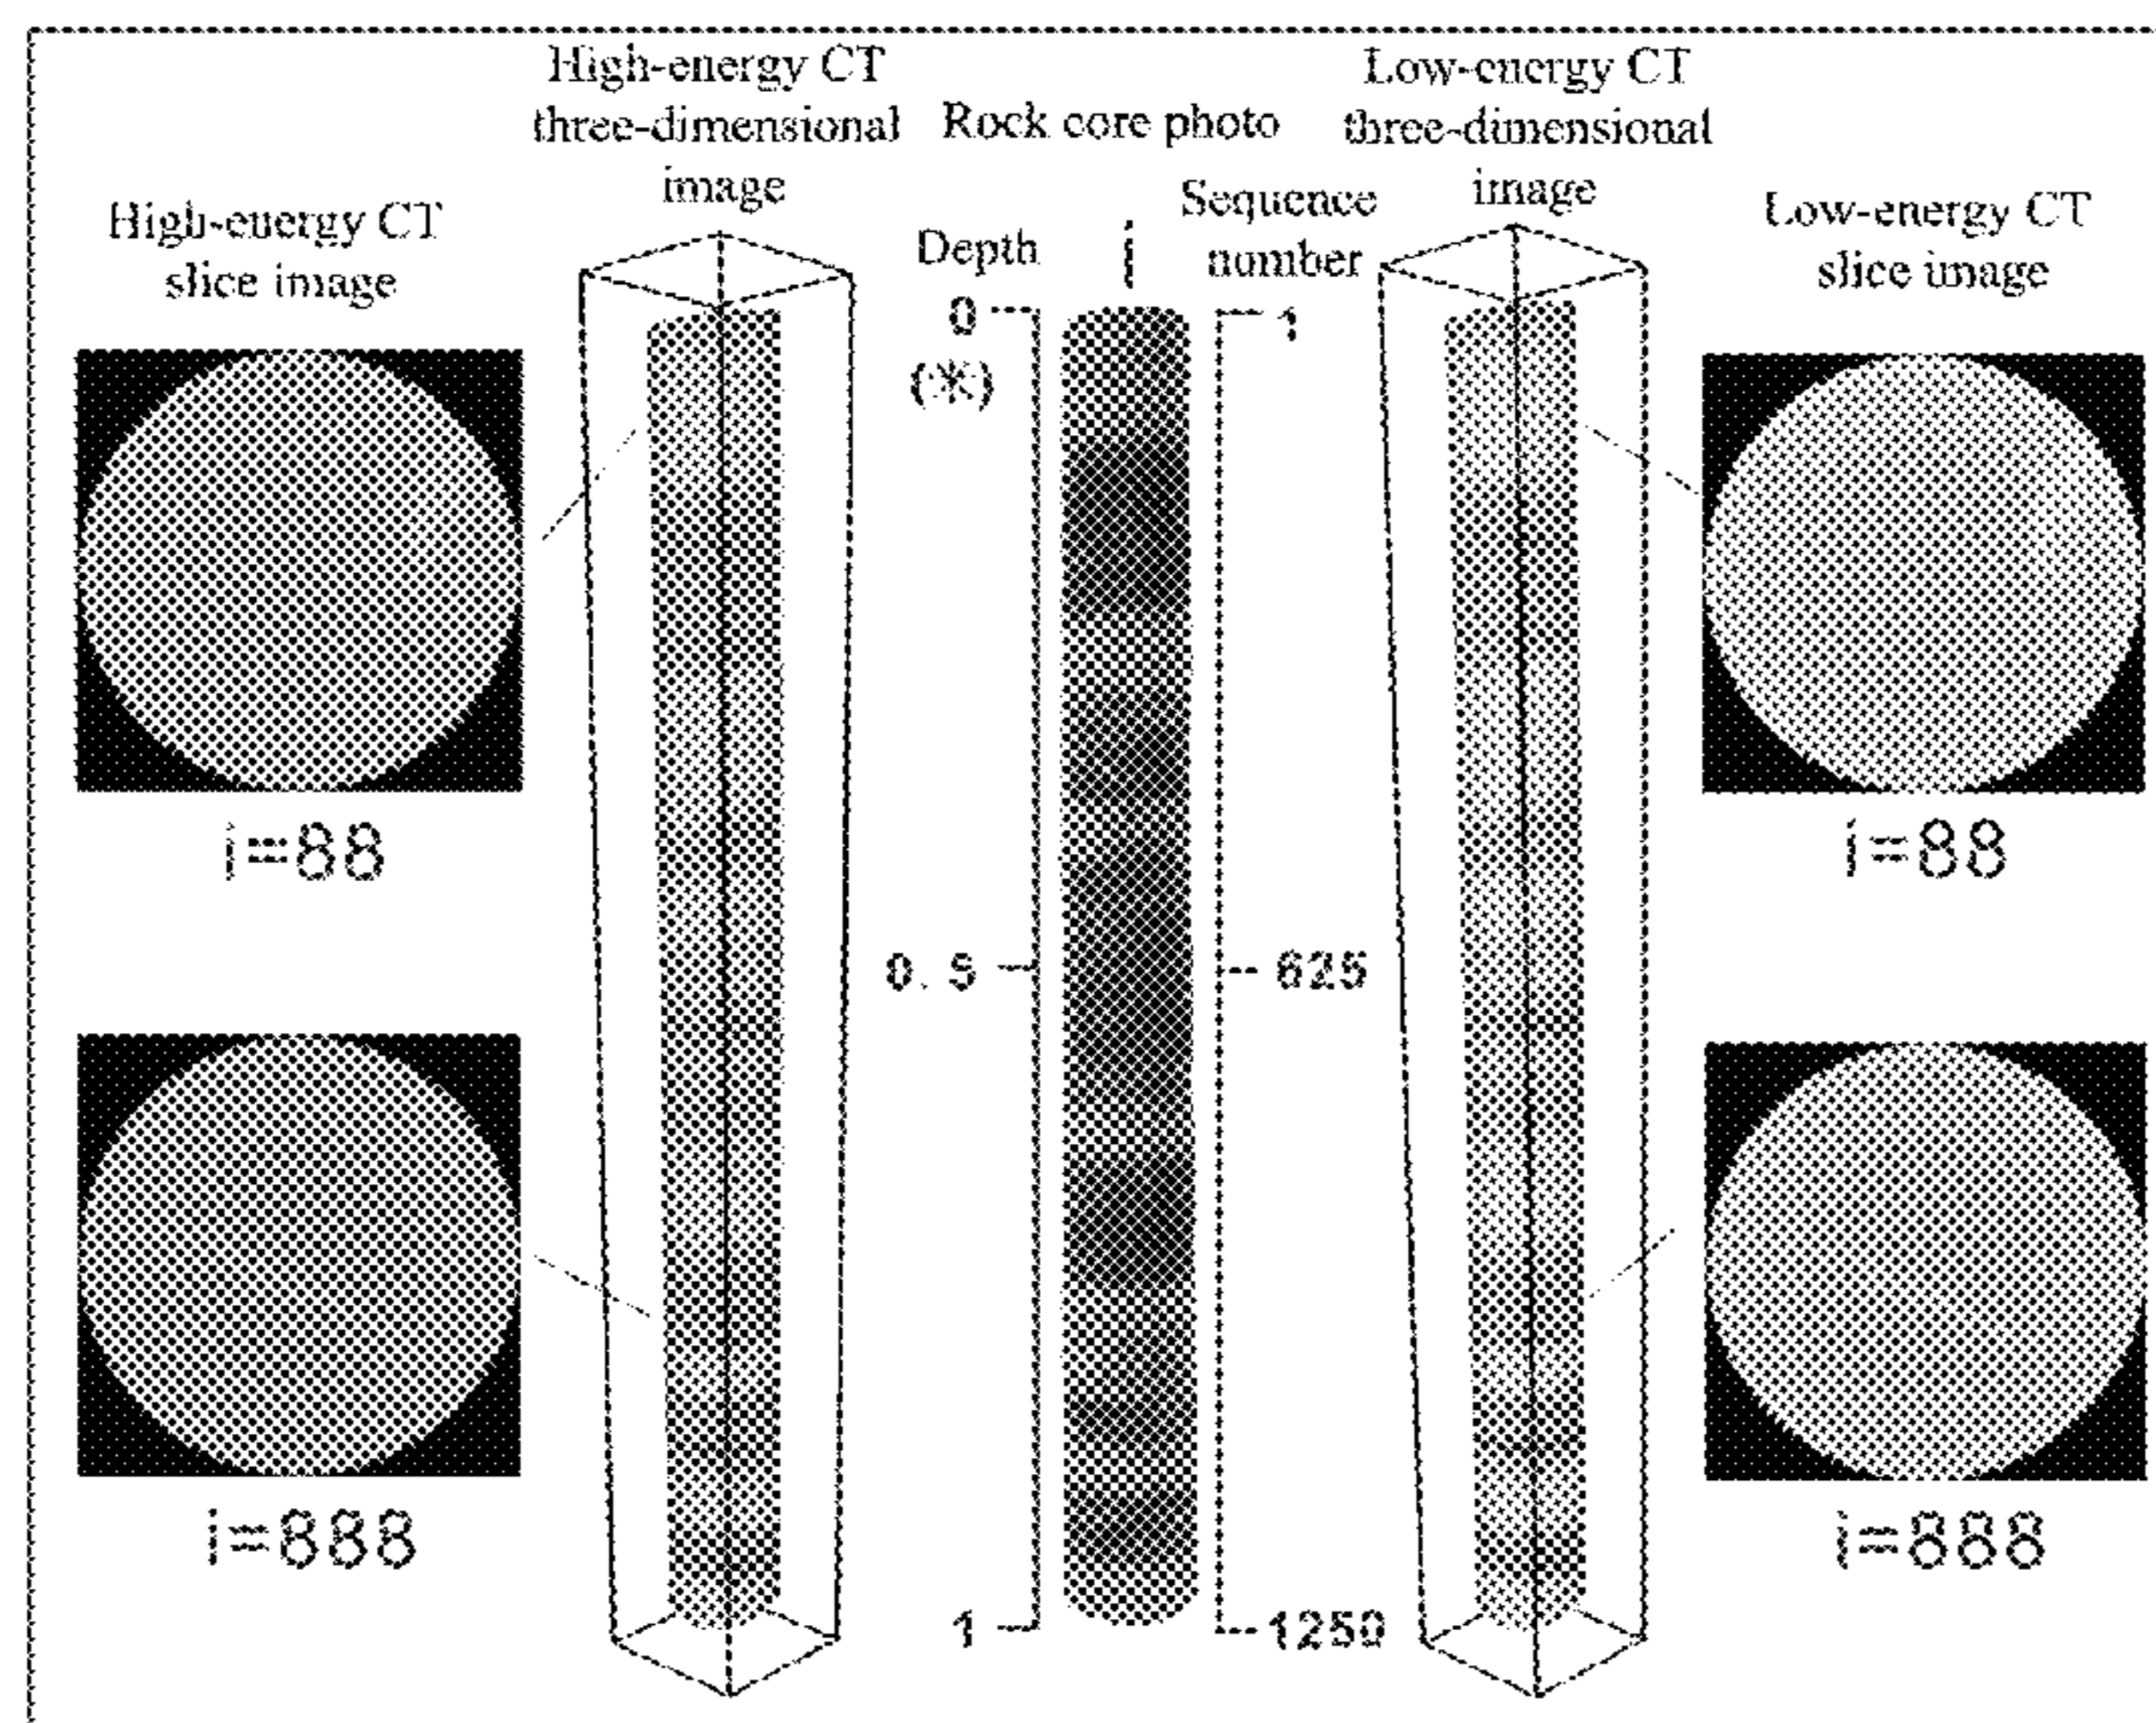 High-energy CT
three-dimensional
image
Rock core photo
Low-energy CT
three-dimensional
image
High-energy CT
slice image
Depth
i
Sequence
number
Low-energy CT
slice image
0
1
i=88
i=88
0.5
625
i=888
i=888
1
1250